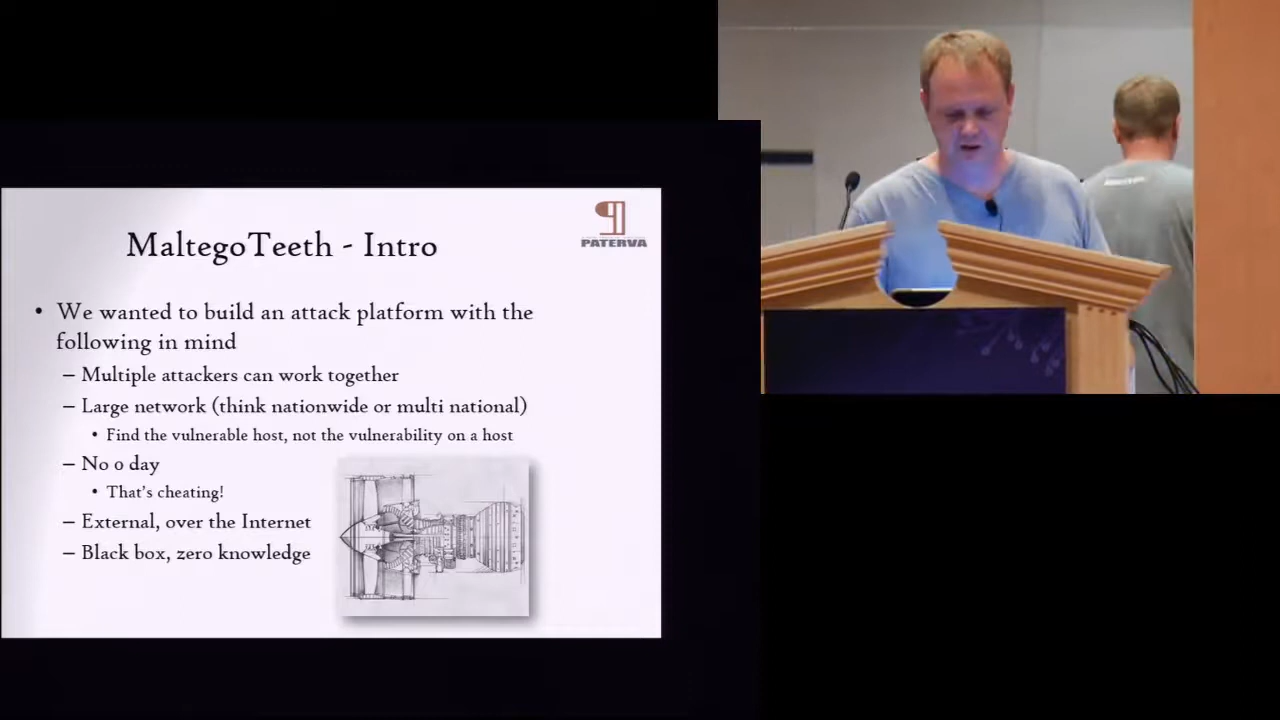 PATERVA
MaltegoTeeth - Intro
• We wanted to build an attack platform with the
following in mind
– Multiple attackers can work together
– Large network (think nationwide or multi national)
• Find the vulnerable host, not the vulnerability on a host
– No 0 day
• That's cheating!
– External, over the Internet
– Black box, zero knowledge